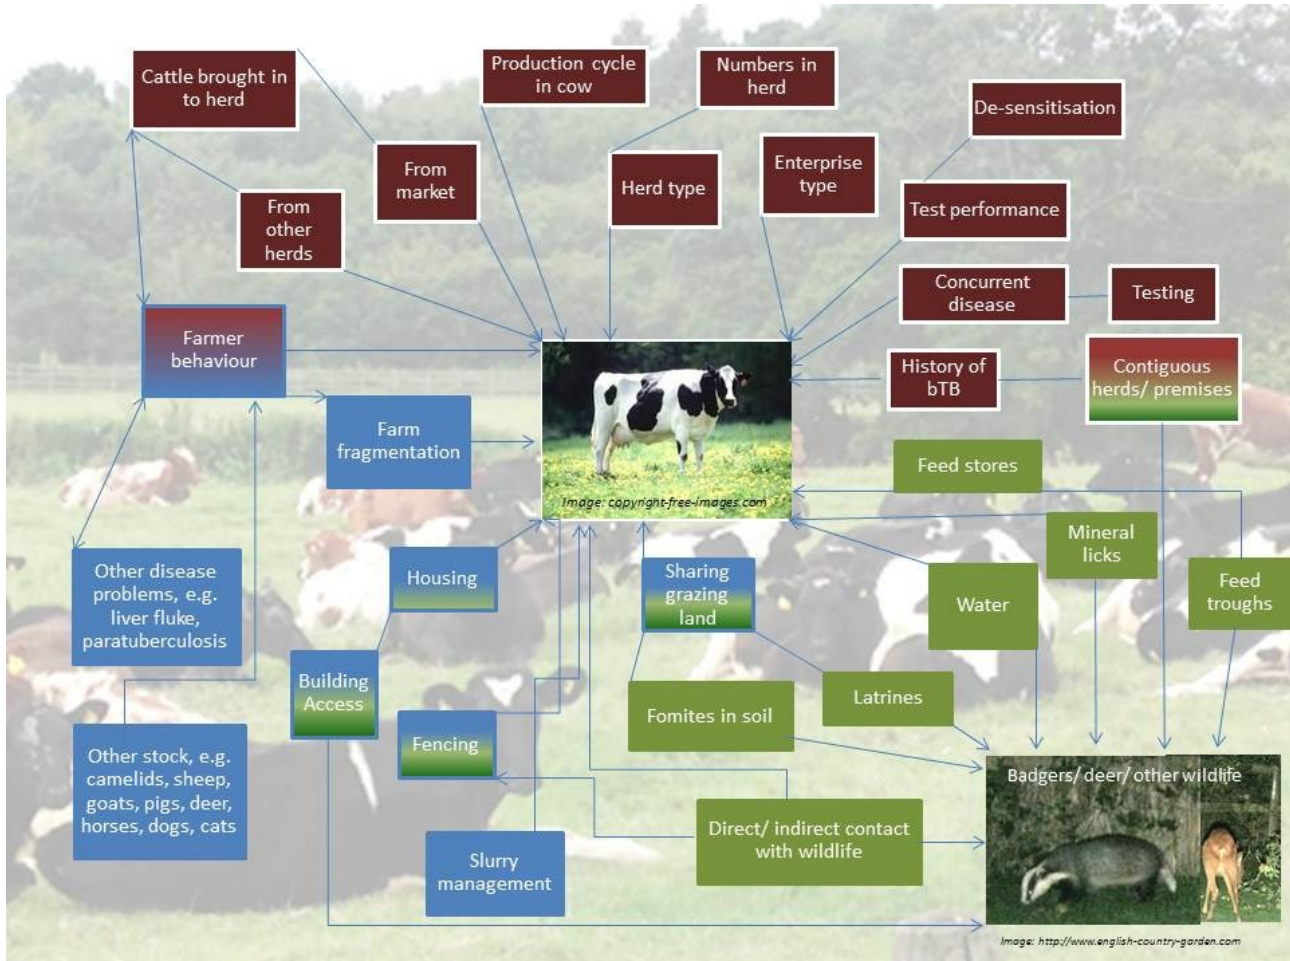 Cattle brought in
to herd
Production cycle
in cow
Numbers in
herd
De-sensitisation
From
market
Herd type
Enterprise
type
From
other
herds
Test performance
Concurrent
disease
Testing
Farmer
behaviour
History of
bTB
Contiguous
herds/ premises
Farm
fragmentation
Image: copyright-free-images.com
Feed stores
Mineral
licks
Other disease
problems, e.g.
liver fluke,
paratuberculosis
Housing
Sharing
grazing
land
Water
Feed
troughs
Building
Access
Fomites in soil
Latrines
Fencing
Other stock, e.g.
camelids, sheep,
goats, pigs, deer,
horses, dogs, cats
Badgers/ deer/ other wildlife
Direct/ indirect contact
with wildlife
Slurry
management
Image: http://www.english-country-garden.com